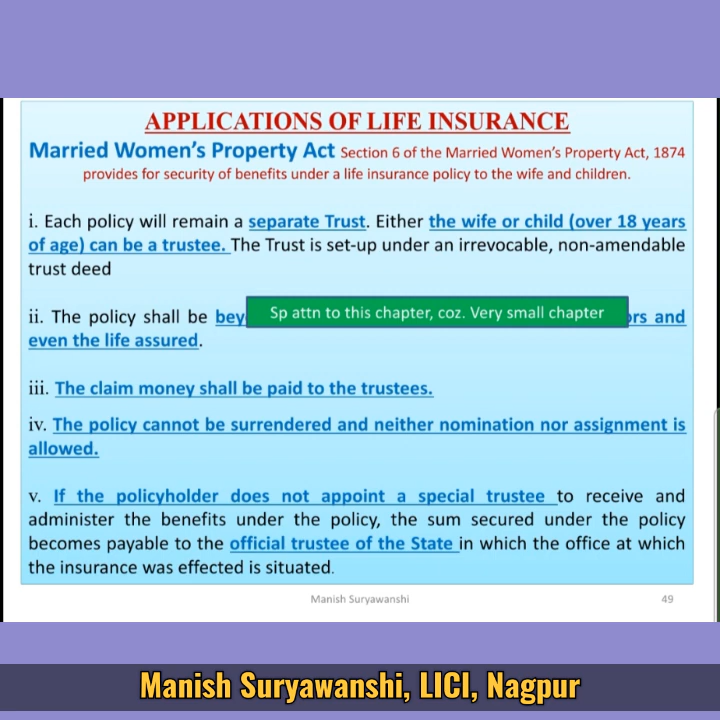 APPLICATIONS OF LIFE INSURANCE
Married Women's Property Act Section 6 of the Married Women's Property Act, 1874
provides for security of benefits under a life insurance policy to the wife and children.
i. Each policy will remain a separate Trust. Either the wife or child (over 18 years
of age) can be a trustee. The Trust is set-up under an irrevocable, non-amendable
trust deed
ii. The policy shall be
Sp attn to this chapter, coz. Very small chapter
and
even the life assured.
iii. The claim money shall be paid to the trustees.
iv. The policy cannot be surrendered and neither nomination nor assignment is
allowed.
v. If the policyholder does not appoint a special trustee to receive and
administer the benefits under the policy, the sum secured under the policy
becomes payable to the official trustee of the State in which the office at which
the insurance was effected is situated.
Manish Suryawanshi
49
Manish Suryawanshi, LICI, Nagpur